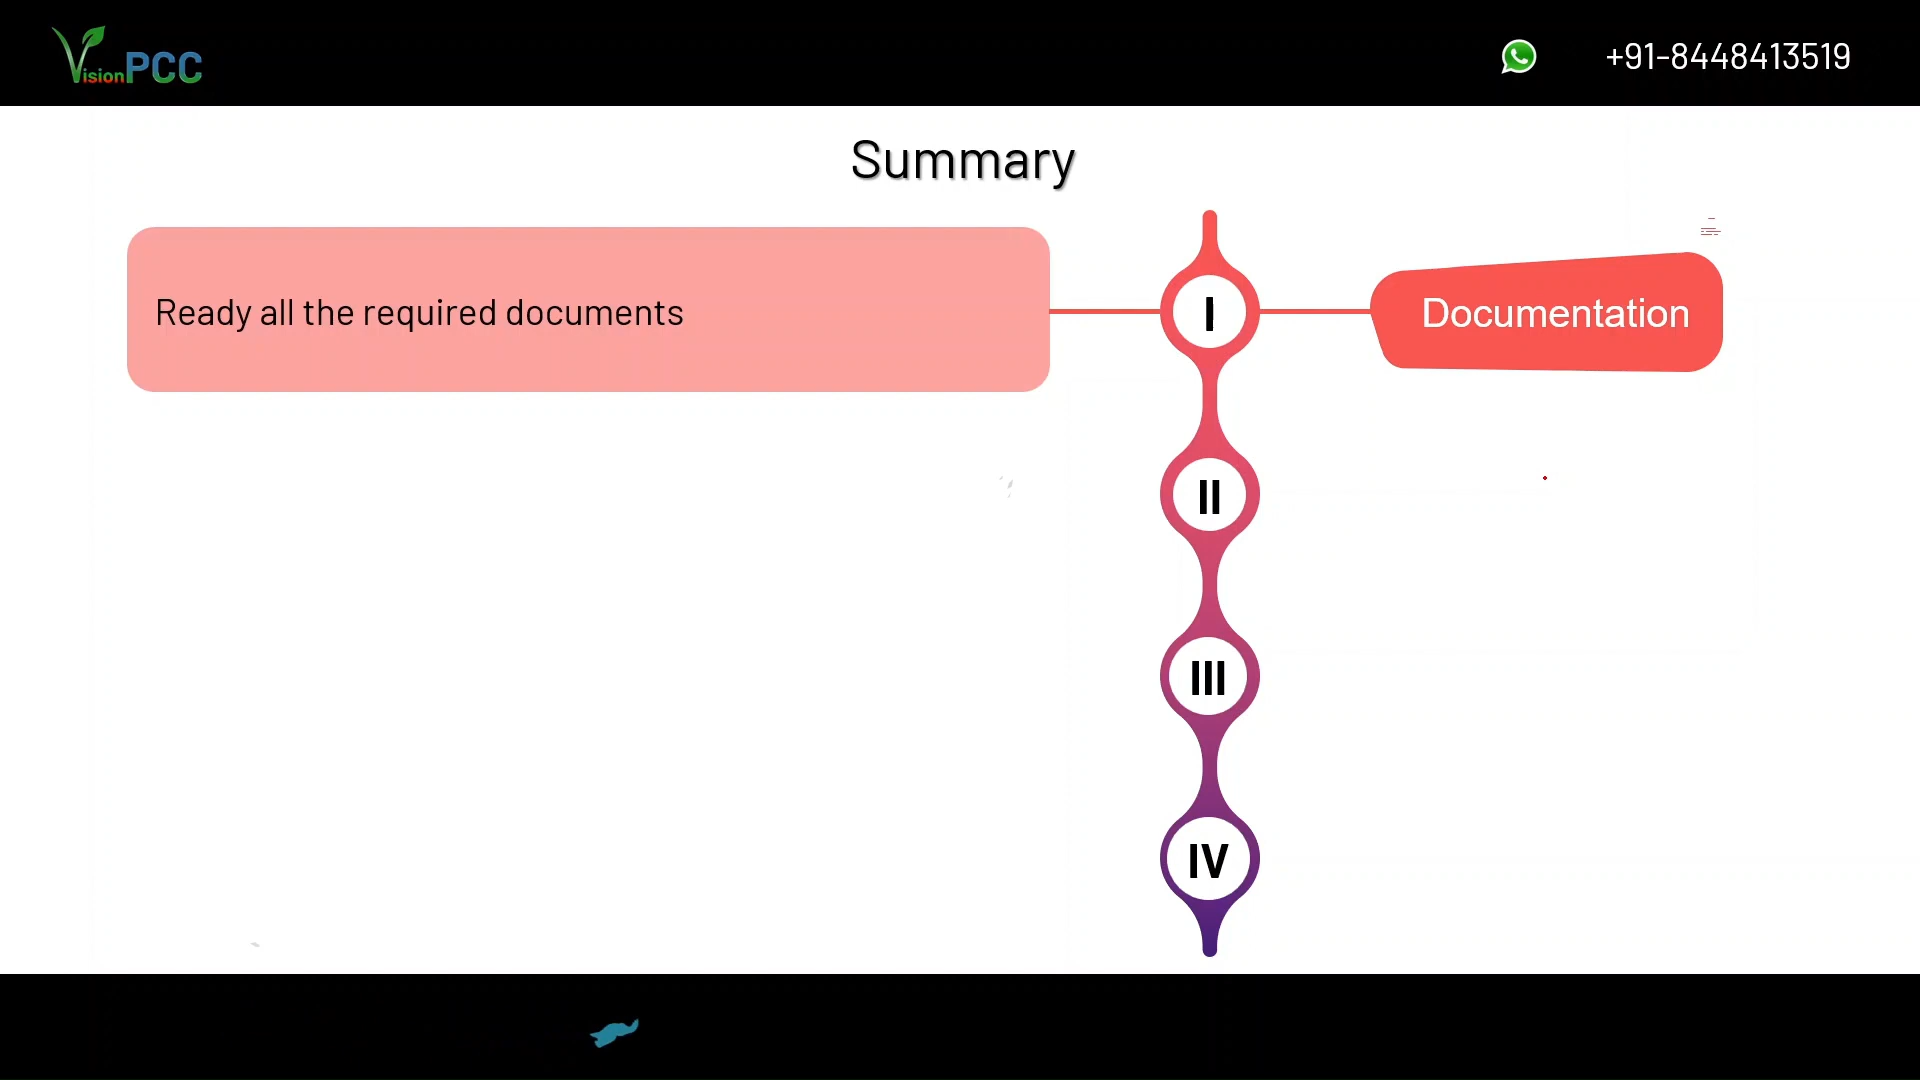 VisionPCC
+91-8448413519
Summary
Ready all the required documents
I
Documentation
II
III
IV